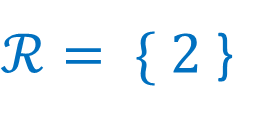 ℛ = { 2 }